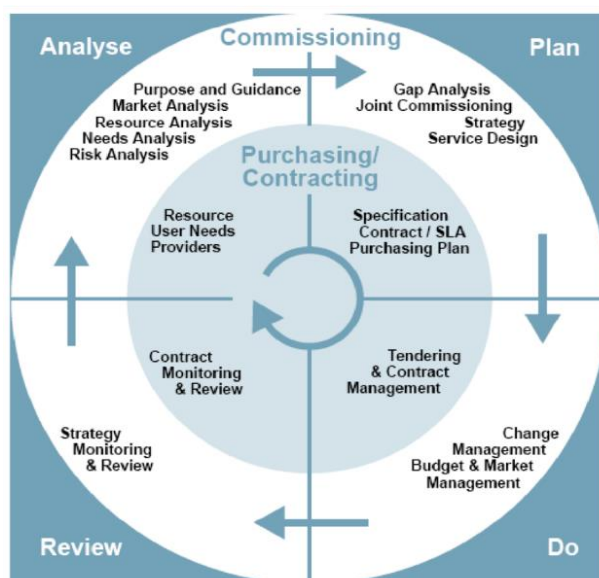 Analyse
Commissioning
Plan
Purpose and Guidance
Market Analysis
Resource Analysis
Needs Analysis
Risk Analysis
Gap Analysis
Joint Commissioning
Strategy
Service Design
Purchasing/
Contracting
Resource
User Needs
Providers
Specification
Contract / SLA
Purchasing Plan
Contract
Monitoring
& Review
Tendering
& Contract
Management
Strategy
Monitoring
& Review
Change
Management
Budget & Market
Management
Review
Do